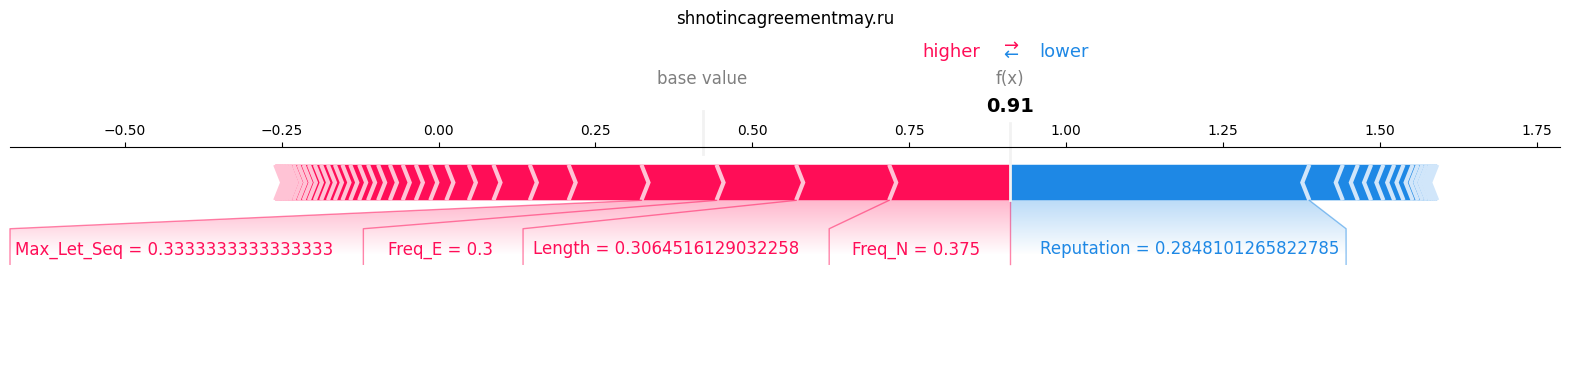 shnotincagreementmay.ru
higher ⇄ lower
base value f(x)
0.91
−0.50 −0.25 0.00 0.25 0.50 0.75 1.00 1.25 1.50 1.75
Max_Let_Seq = 0.3333333333333333 Freq_E = 0.3 Length = 0.3064516129032258 Freq_N = 0.375 Reputation = 0.2848101265822785